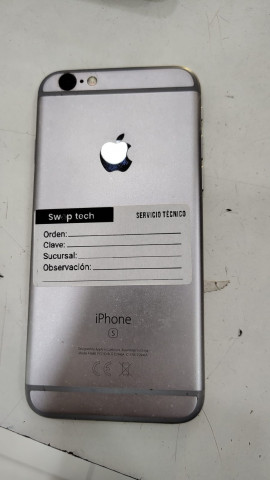 Swap tech
SERVICIO TÉCNICO
Orden:
Clave:
Sucursal:
Observación:
iPhone
S